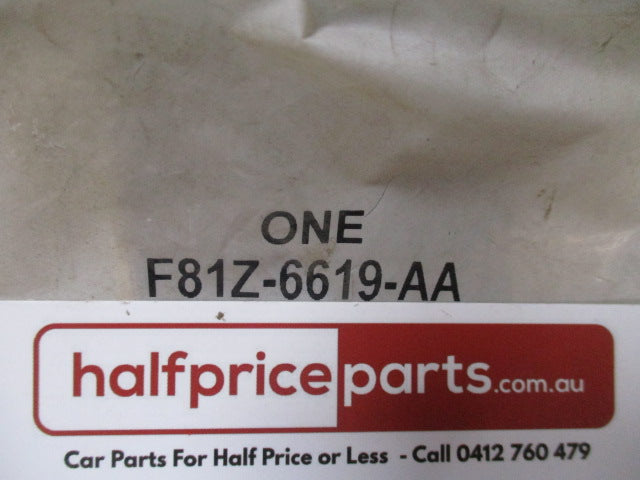 ONE
F81Z-6619-AA
halfpriceparts.com.au
Car Parts For Half Price or Less - Call 0412 760 479